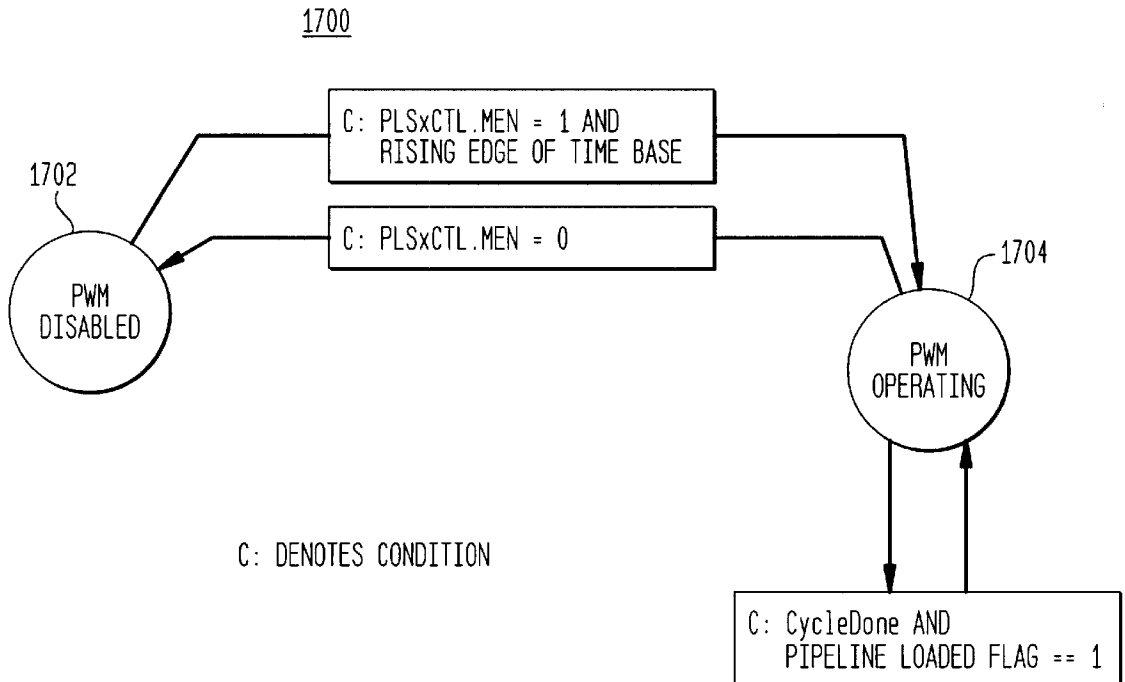 1700
C: PLSxCTL.MEN = 1 AND
RISING EDGE OF TIME BASE
1702
C: PLSxCTL.MEN = 0
1704
PWM
DISABLED
PWM
OPERATING
C: DENOTES CONDITION
C: CycleDone AND
PIPELINE LOADED FLAG == 1